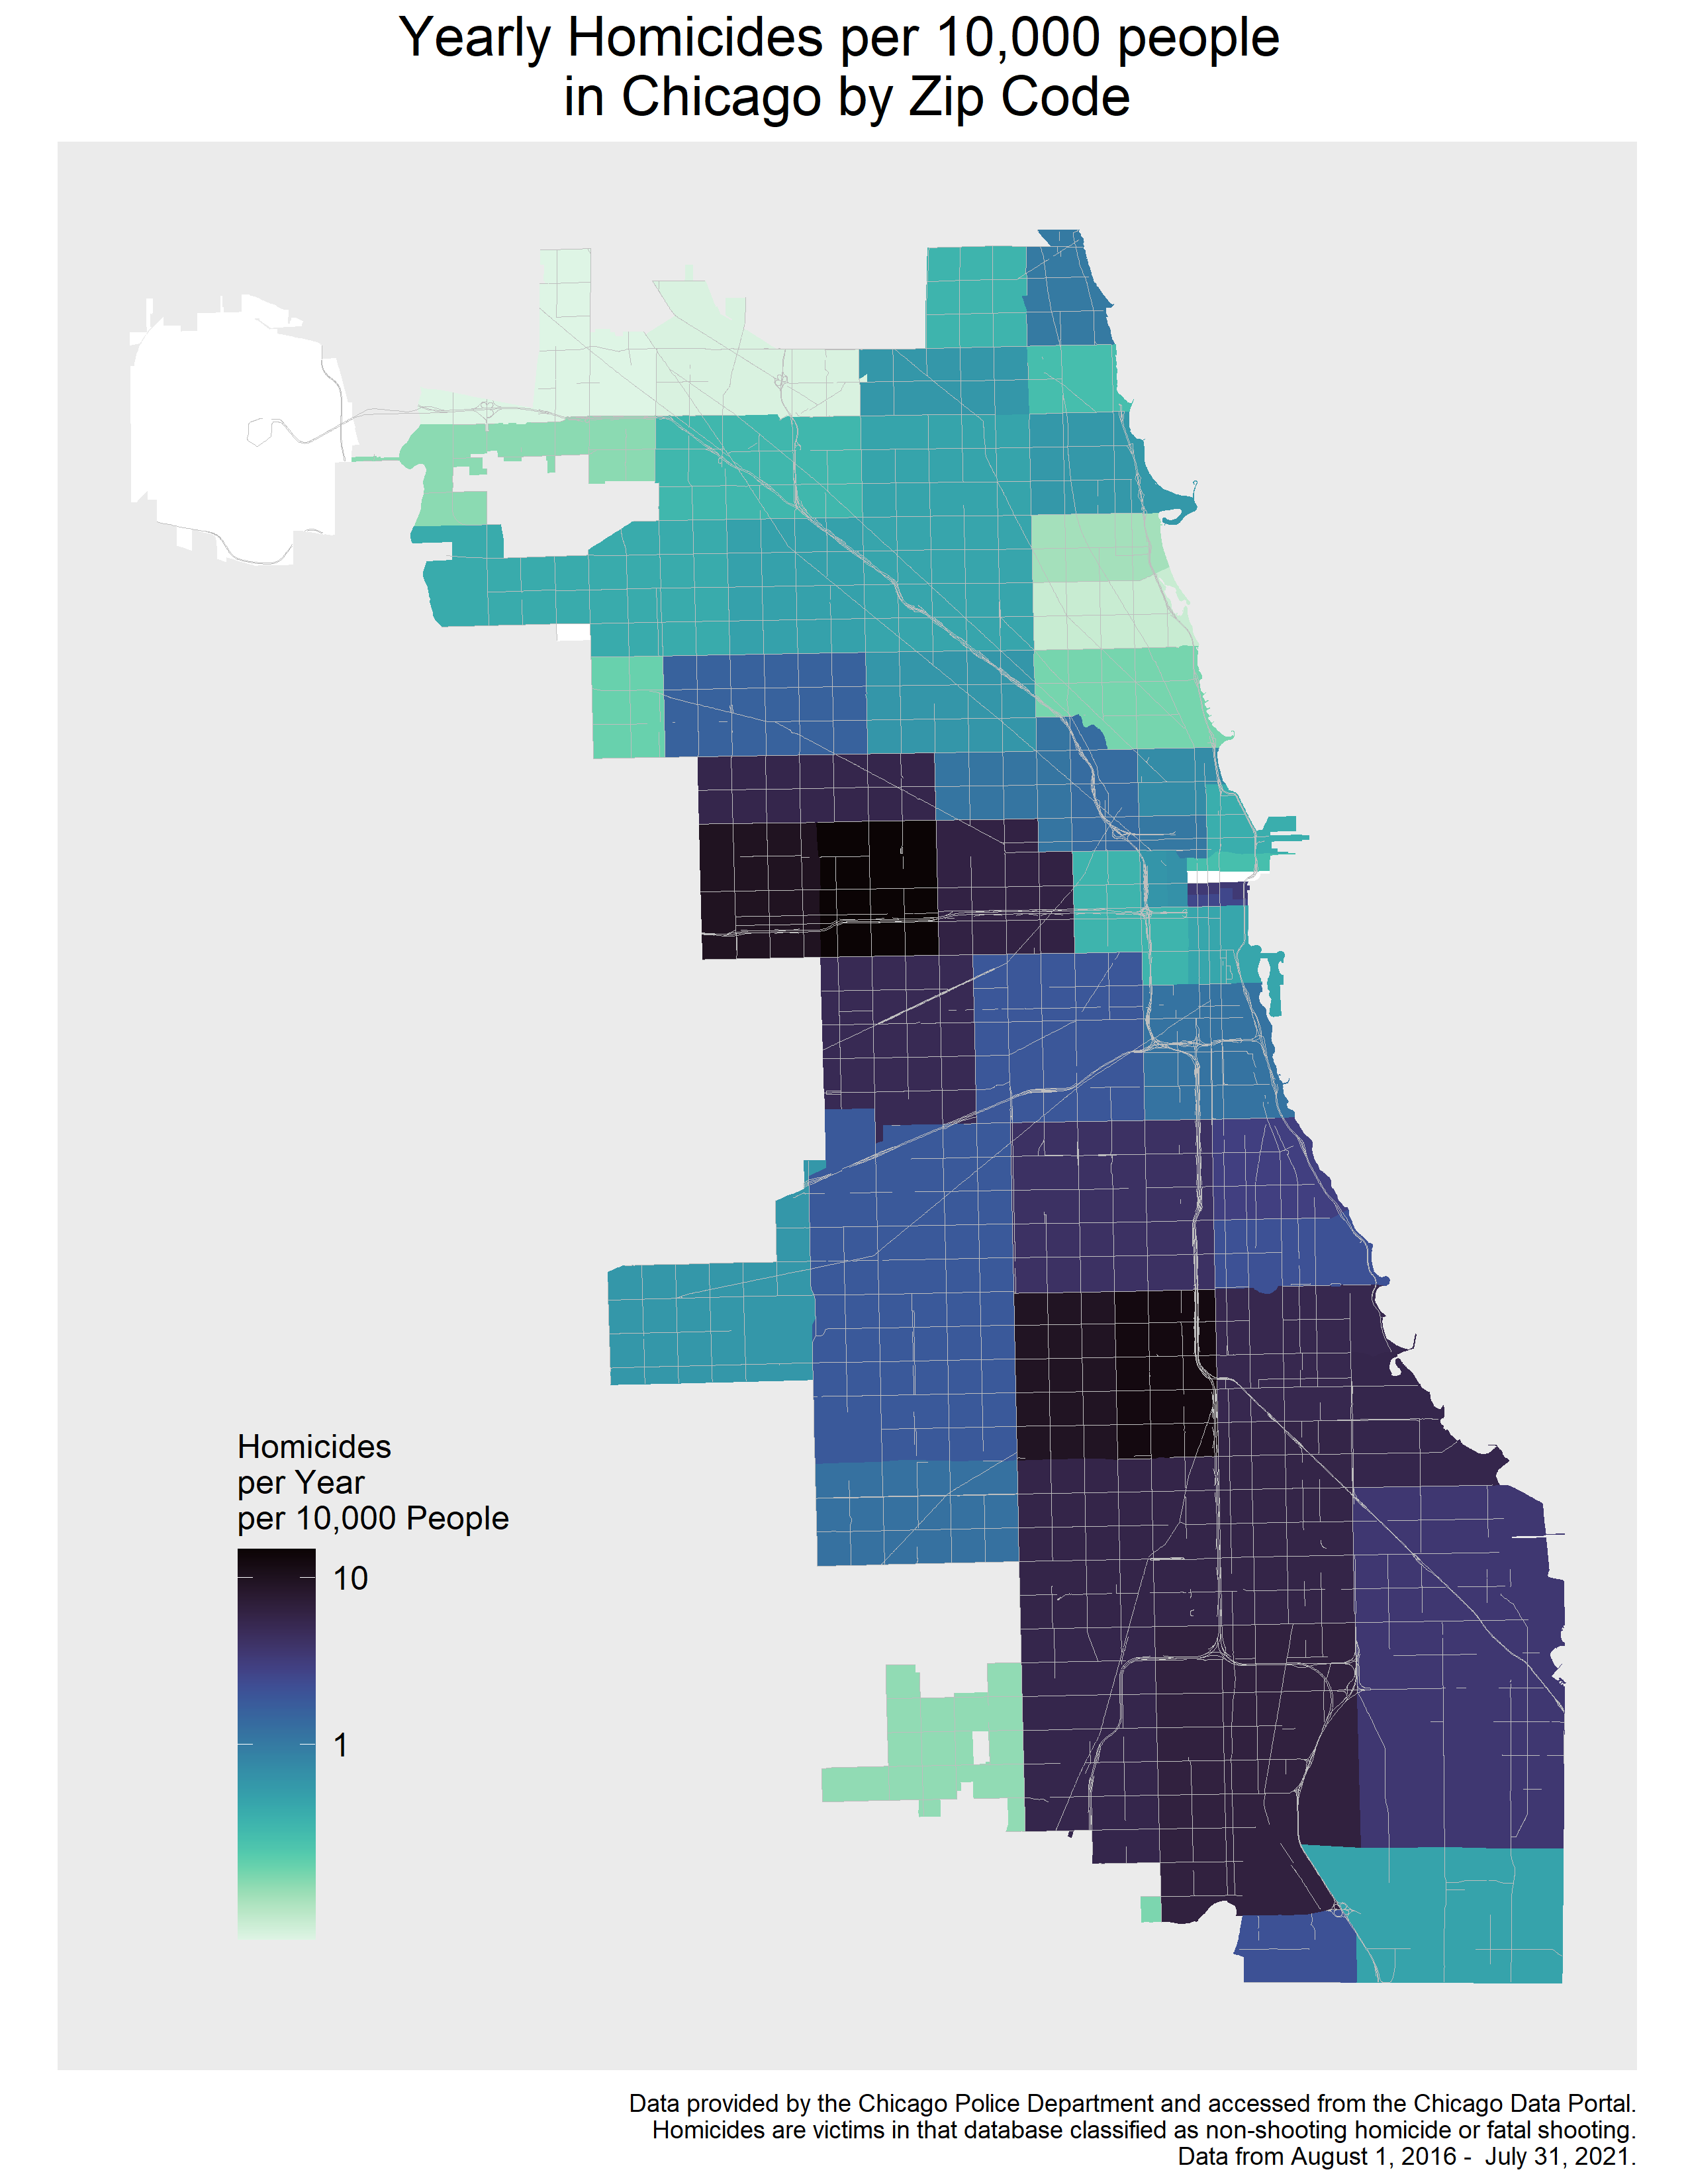 Yearly Homicides per 10,000 people
in Chicago by Zip Code
Homicides
per Year
per 10,000 People
10
1
Data provided by the Chicago Police Department and accessed from the Chicago Data Portal.
Homicides are victims in that database classified as non-shooting homicide or fatal shooting.
Data from August 1, 2016 -  July 31, 2021.